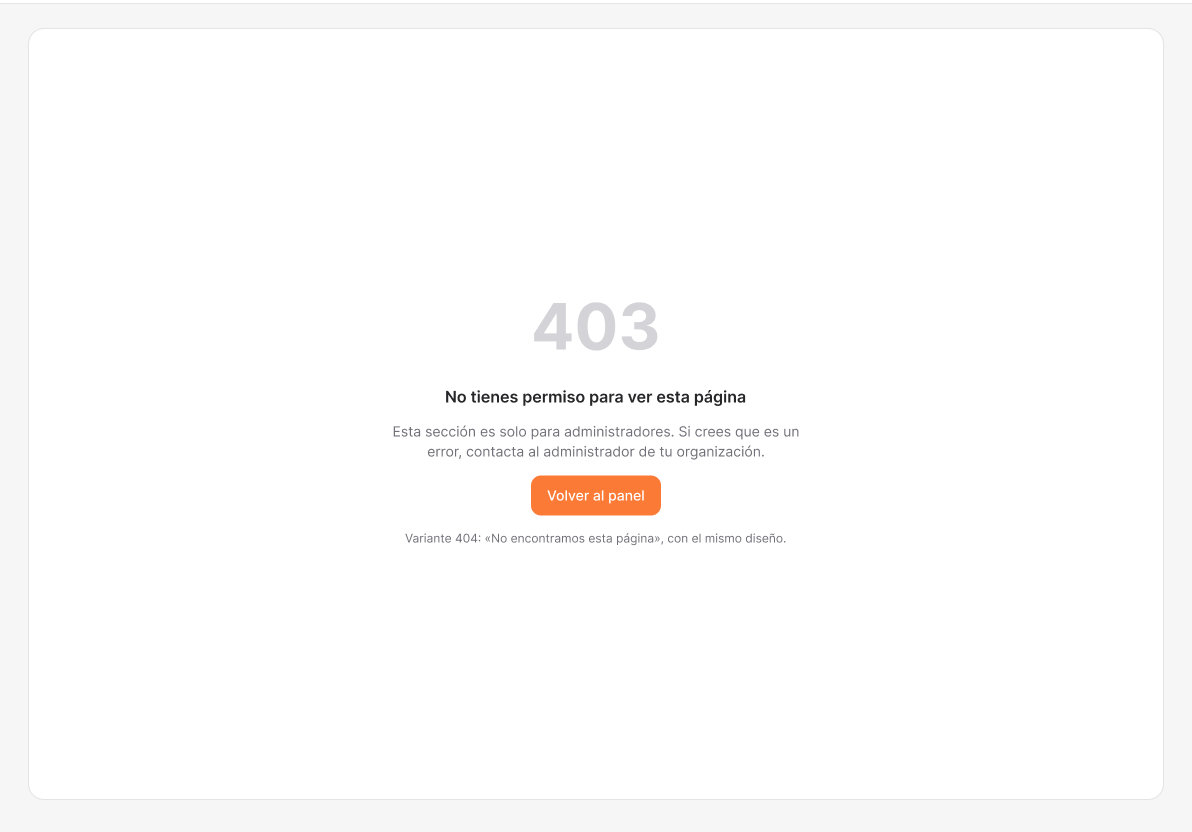 403
No tienes permiso para ver esta página
Esta sección es solo para administradores. Si crees que es un
error, contacta al administrador de tu organización.
Volver al panel
Variante 404: «No encontramos esta página», con el mismo diseño.